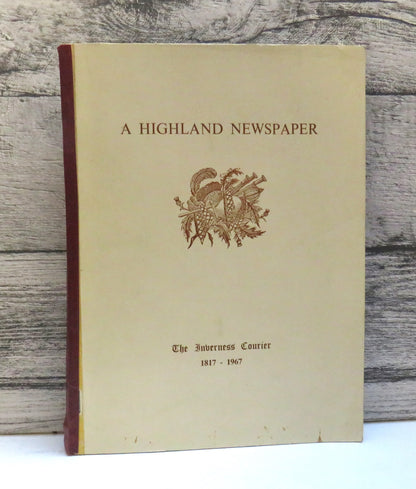 A HIGHLAND NEWSPAPER
The Inverness Courier
1817 - 1967